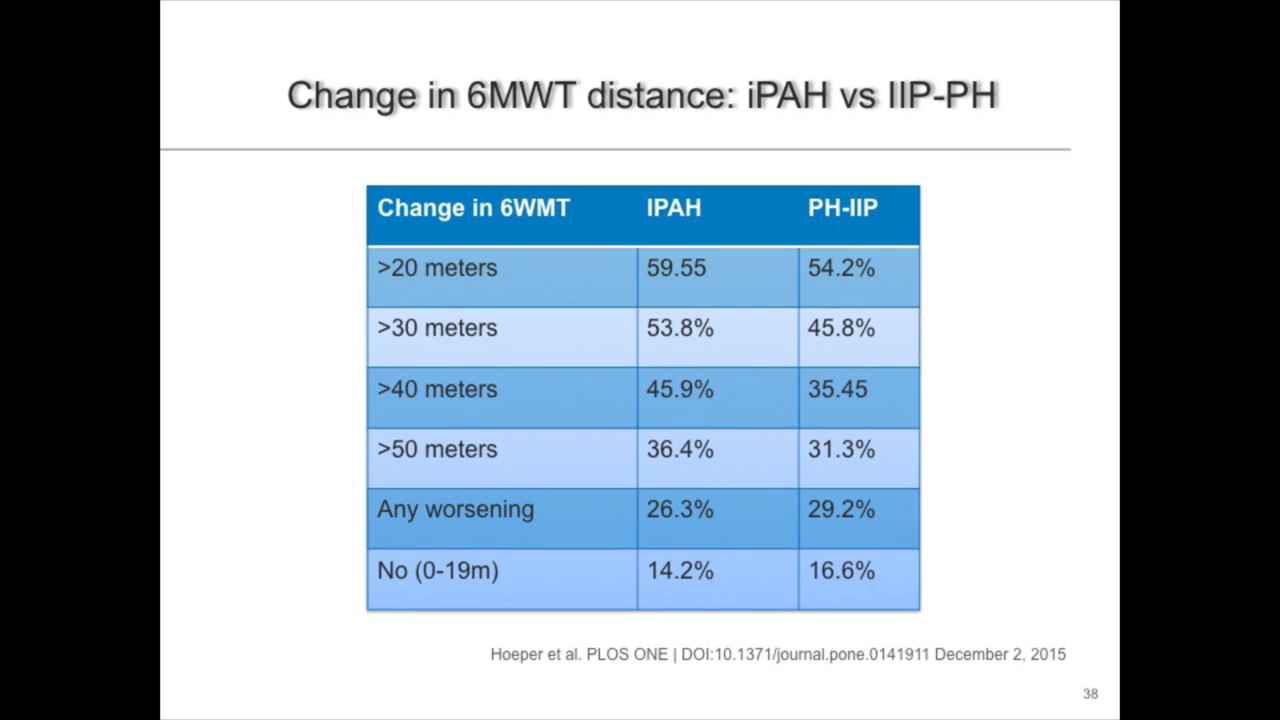 Change in 6MWT distance: iPAH vs IIP-PH
Change in 6WMT IPAH PH-IIP
>20 meters 59.55 54.2%
>30 meters 53.8% 45.8%
>40 meters 45.9% 35.45
>50 meters 36.4% 31.3%
Any worsening 26.3% 29.2%
No (0-19m) 14.2% 16.6%
Hoeper et al. PLOS ONE | DOI:10.1371/journal.pone.0141911 December 2, 2015
38